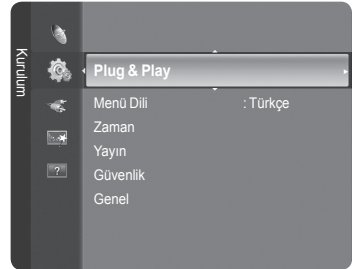 Kurulum
Plug & Play
Menü Dili : Türkçe
Zaman
Yayın
Güvenlik
Genel
?